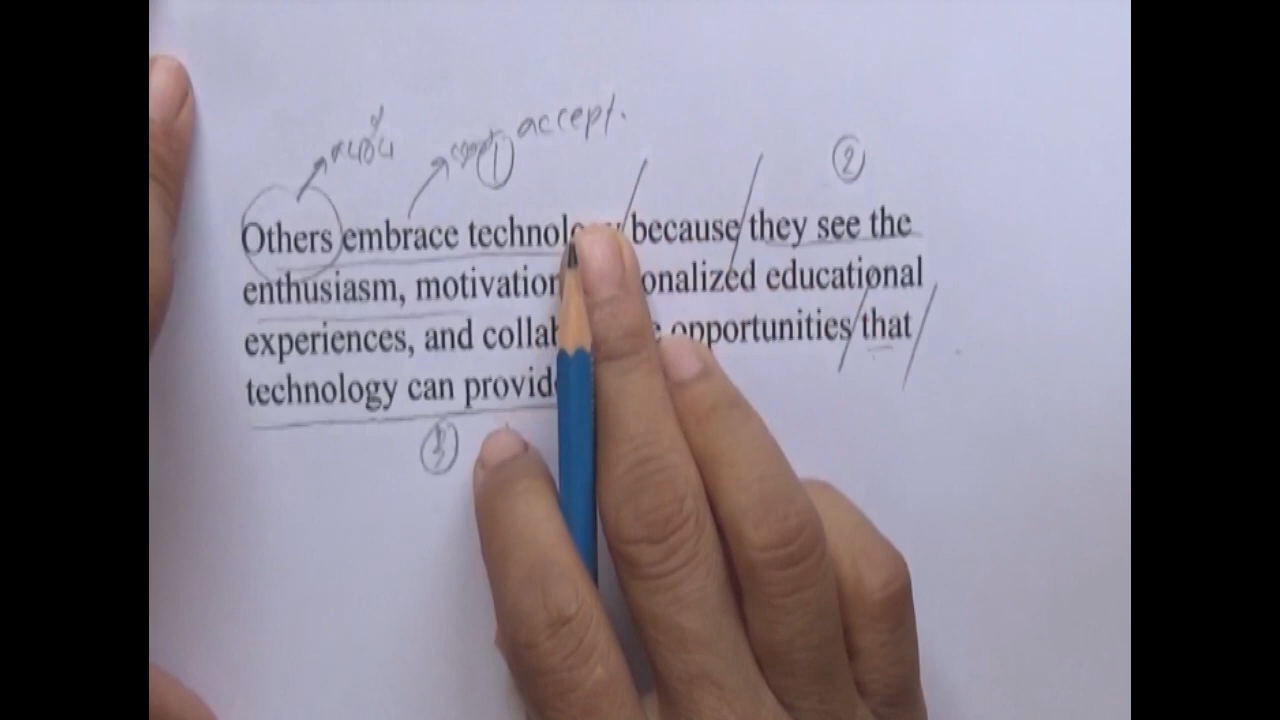 accept.
① ②
Others embrace technology because they see the
enthusiasm, motivation onalized educational
experiences, and collab opportunities that
technology can provid
③